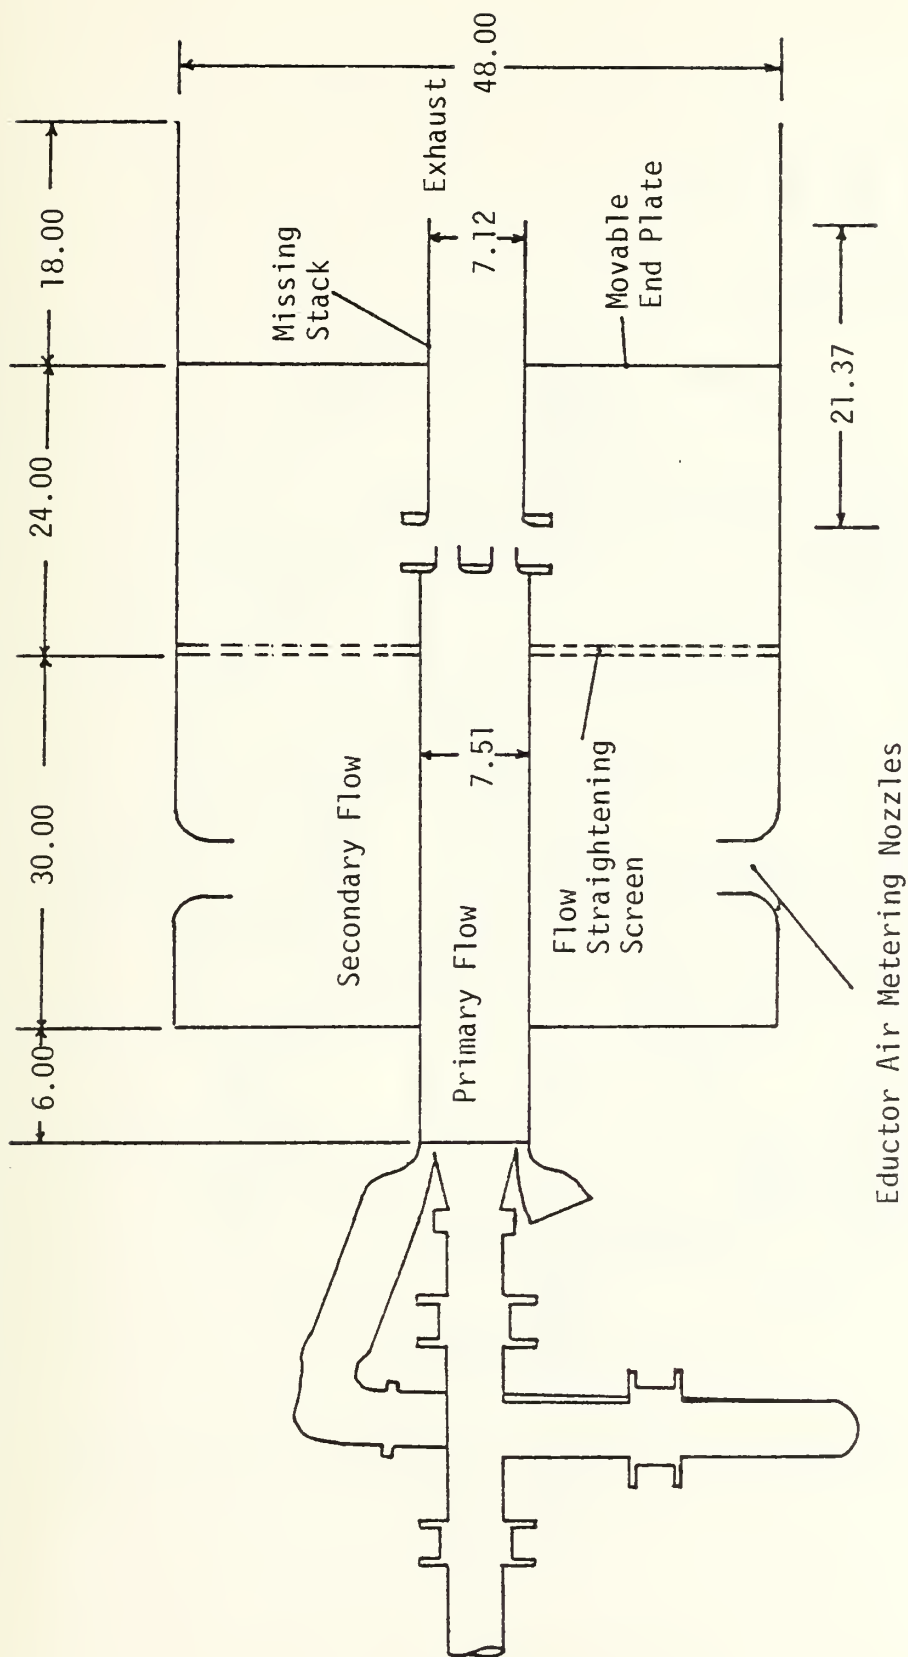 6.00
30.00
24.00
18.00
48.00
Exhaust
7.12
Missing
Stack
Movable
End Plate
21.37
Secondary Flow
7.51
Primary Flow
Flow
Straightening
Screen
Eductor Air Metering Nozzles